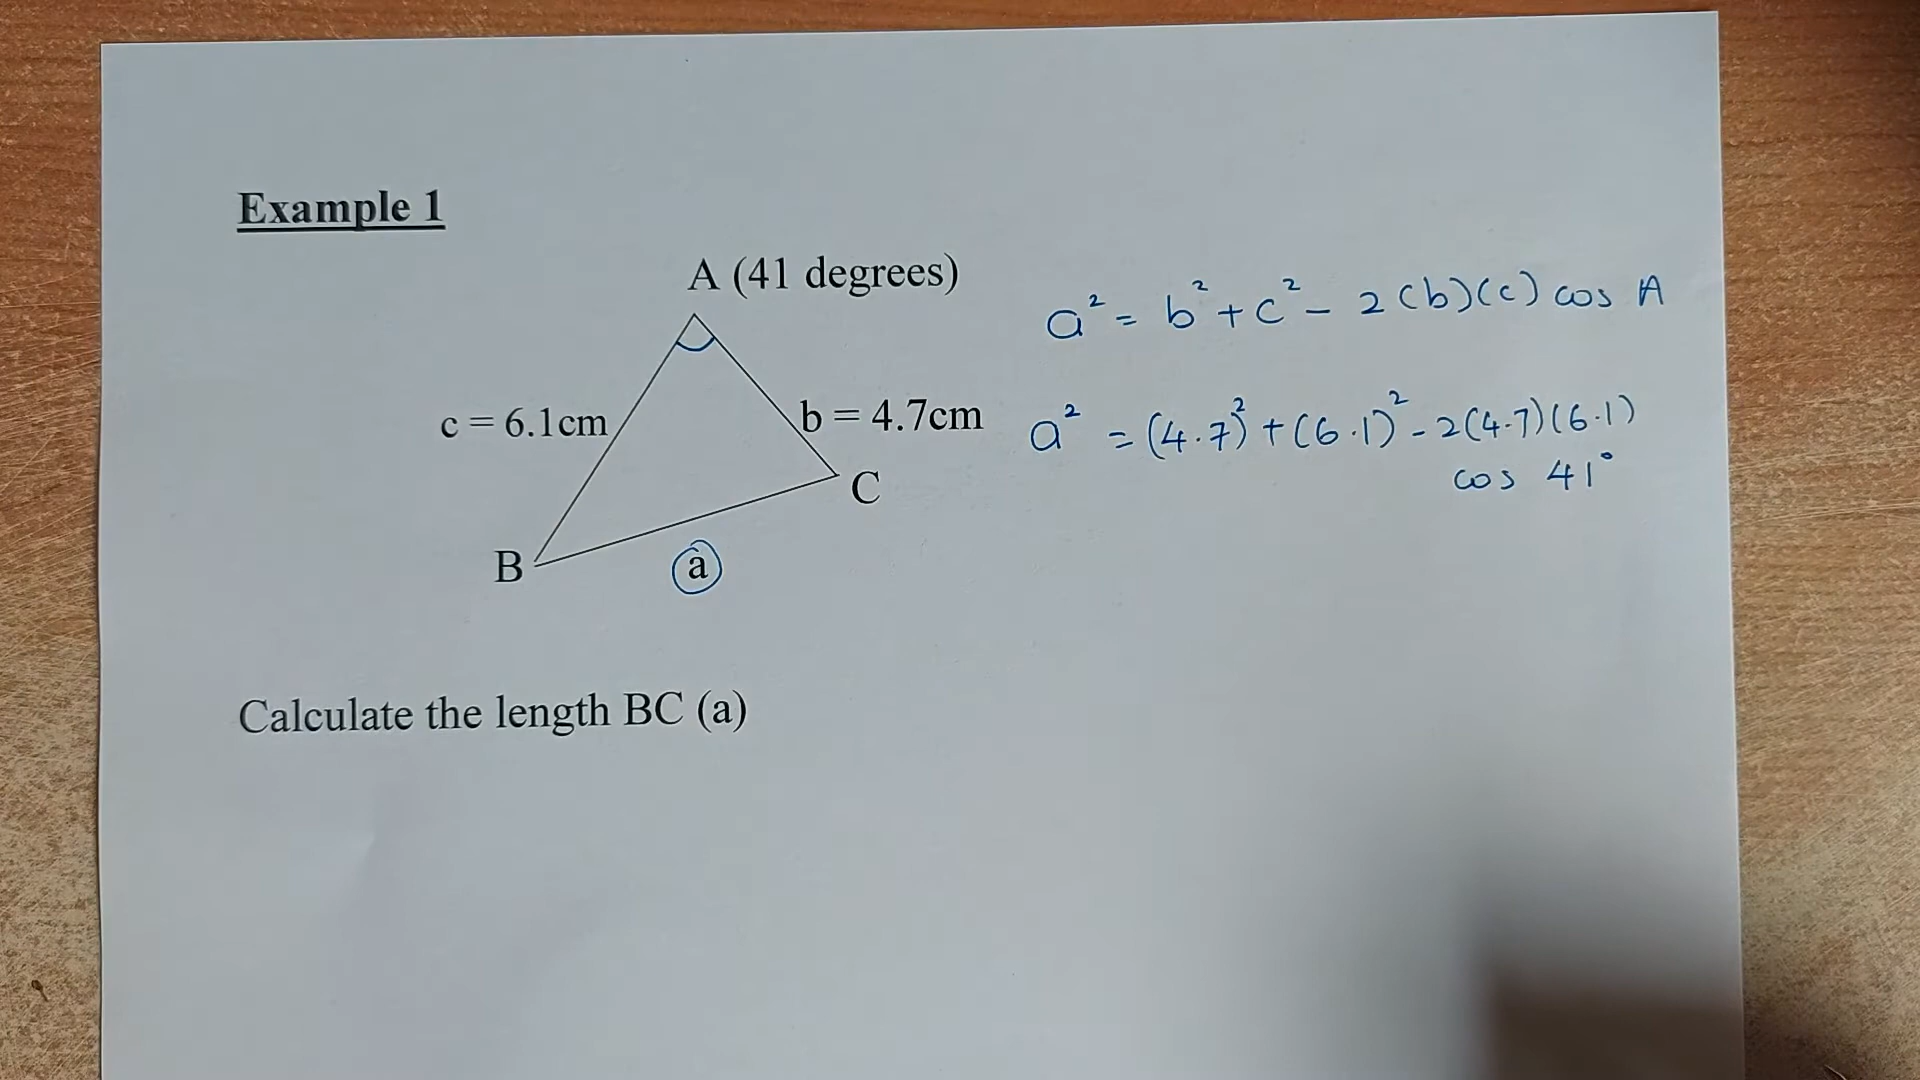 Example 1
A (41 degrees)
a² = b² + c² - 2(b)(c) cos A
c = 6.1cm
b = 4.7cm
a² = (4.7)² + (6.1)² - 2(4.7)(6.1)
cos 41°
C
B
a
Calculate the length BC (a)